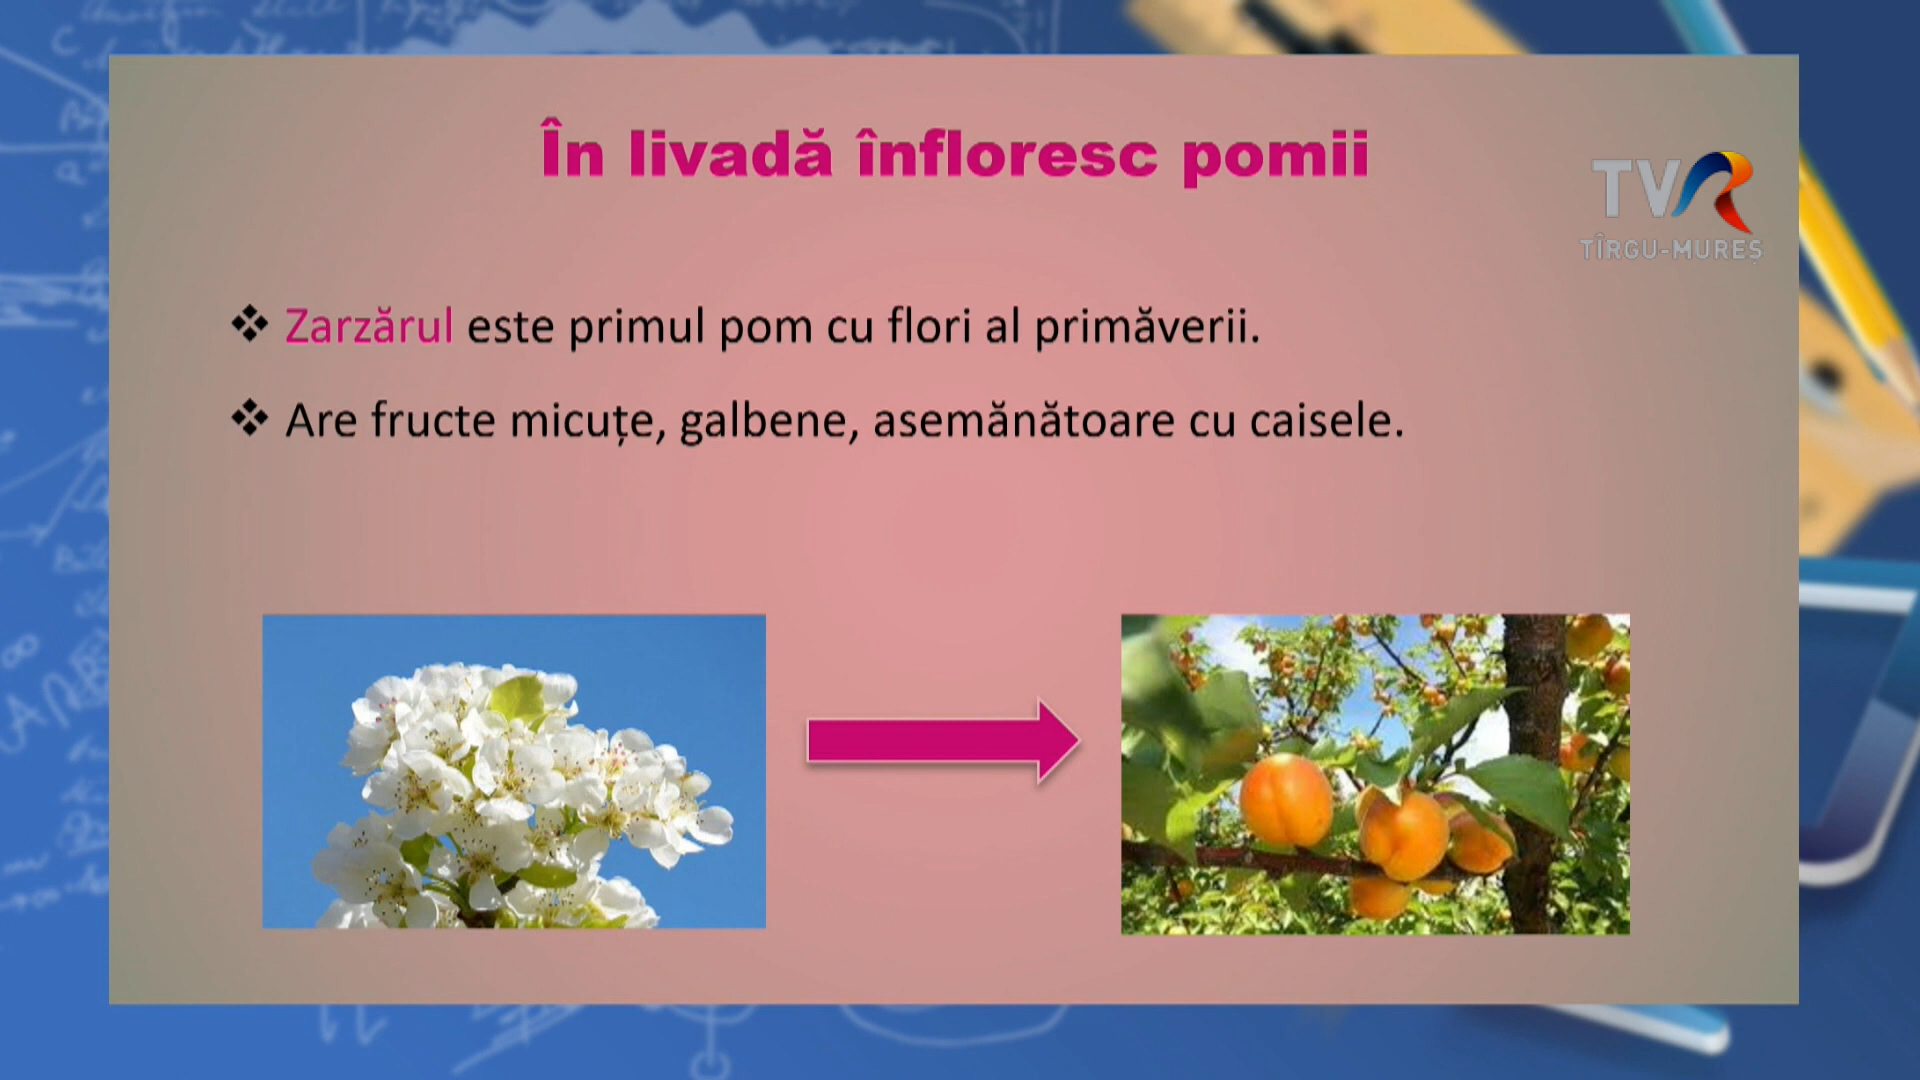 În livadă înfloresc pomii
TVR
TÎRGU-MUREȘ
❖ Zarzărul este primul pom cu flori al primăverii.
❖ Are fructe micuțe, galbene, asemănătoare cu caisele.